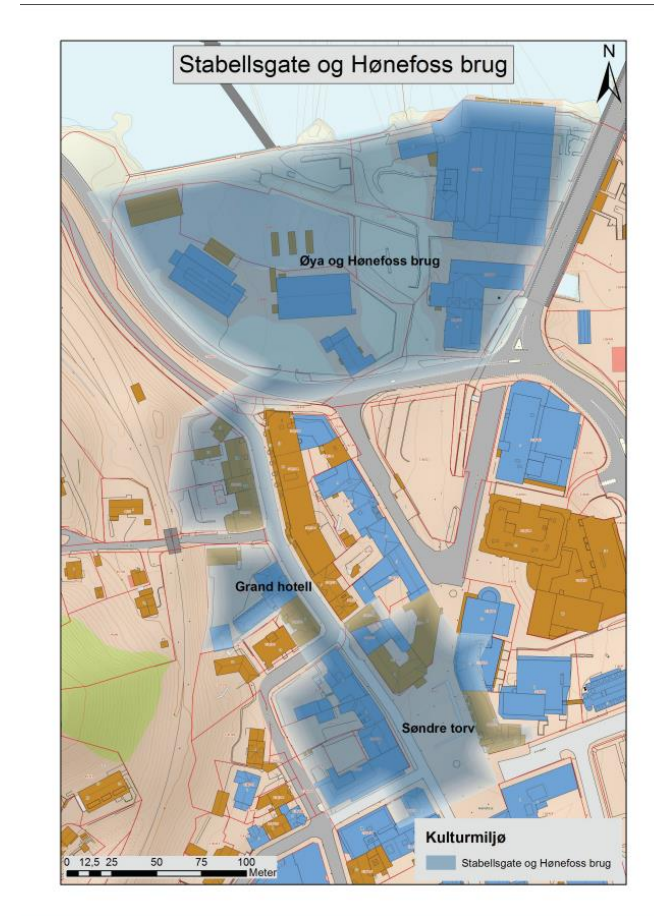 Stabellsgate og Hønefoss brug
N
Øya og Hønefoss brug
Grand hotell
Søndre torv
Kulturmiljø
Stabellsgate og Hønefoss brug
0 12,5 25 50 75 100
Meter